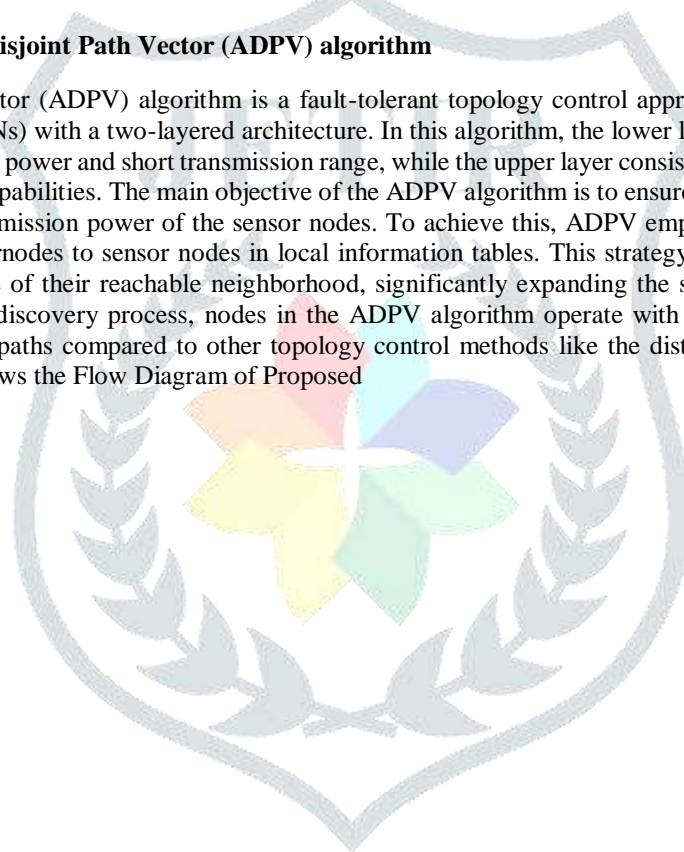 isjoint Path Vector (ADPV) algorithm
tor (ADPV) algorithm is a fault-tolerant topology control appr
Ns) with a two-layered architecture. In this algorithm, the lower l
power and short transmission range, while the upper layer consis
pabilities. The main objective of the ADPV algorithm is to ensure
mission power of the sensor nodes. To achieve this, ADPV emp
rnodes to sensor nodes in local information tables. This strategy
of their reachable neighborhood, significantly expanding the s
discovery process, nodes in the ADPV algorithm operate with
paths compared to other topology control methods like the dist
ws the Flow Diagram of Proposed
JETIR